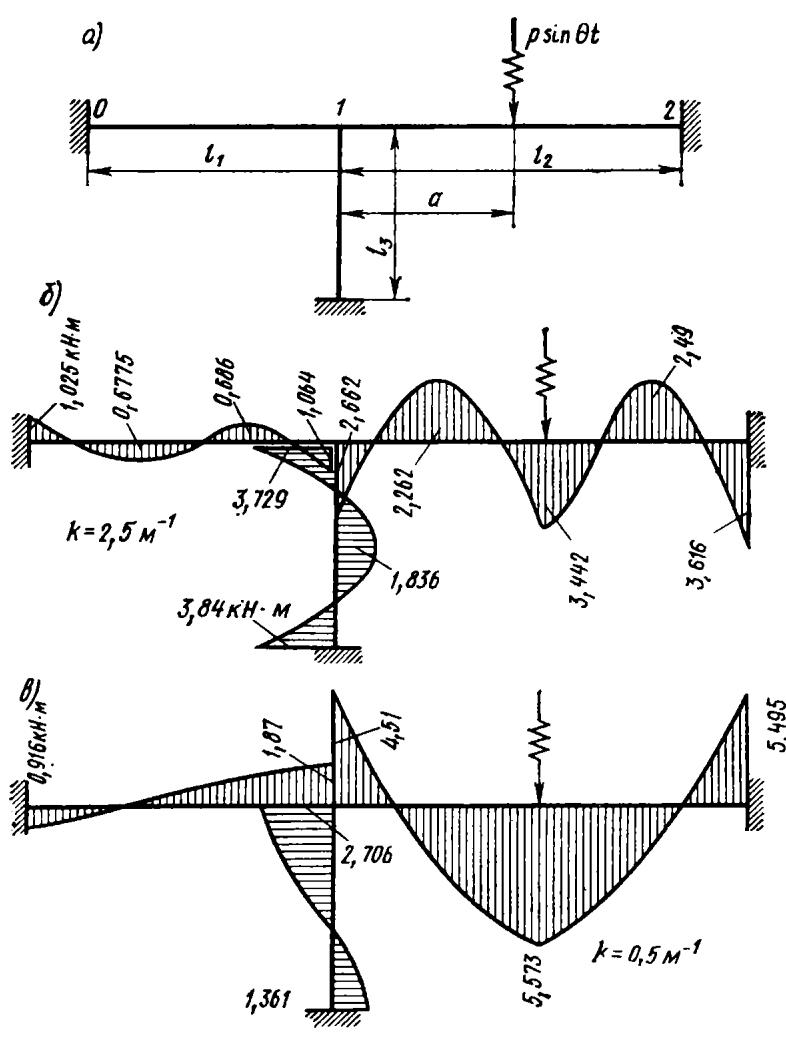 а)
p sin θt
0
1
2
l₁
l₂
a
l₃
б)
1,025 кН·м
0,6775
0,686
1,064
2,662
2,49
3,729
2,262
k = 2,5 м⁻¹
1,836
3,442
3,616
3,84 кН·м
в)
0,916 кН·м
1,87
4,51
5.495
2,706
k = 0,5 м⁻¹
1,361
5,573